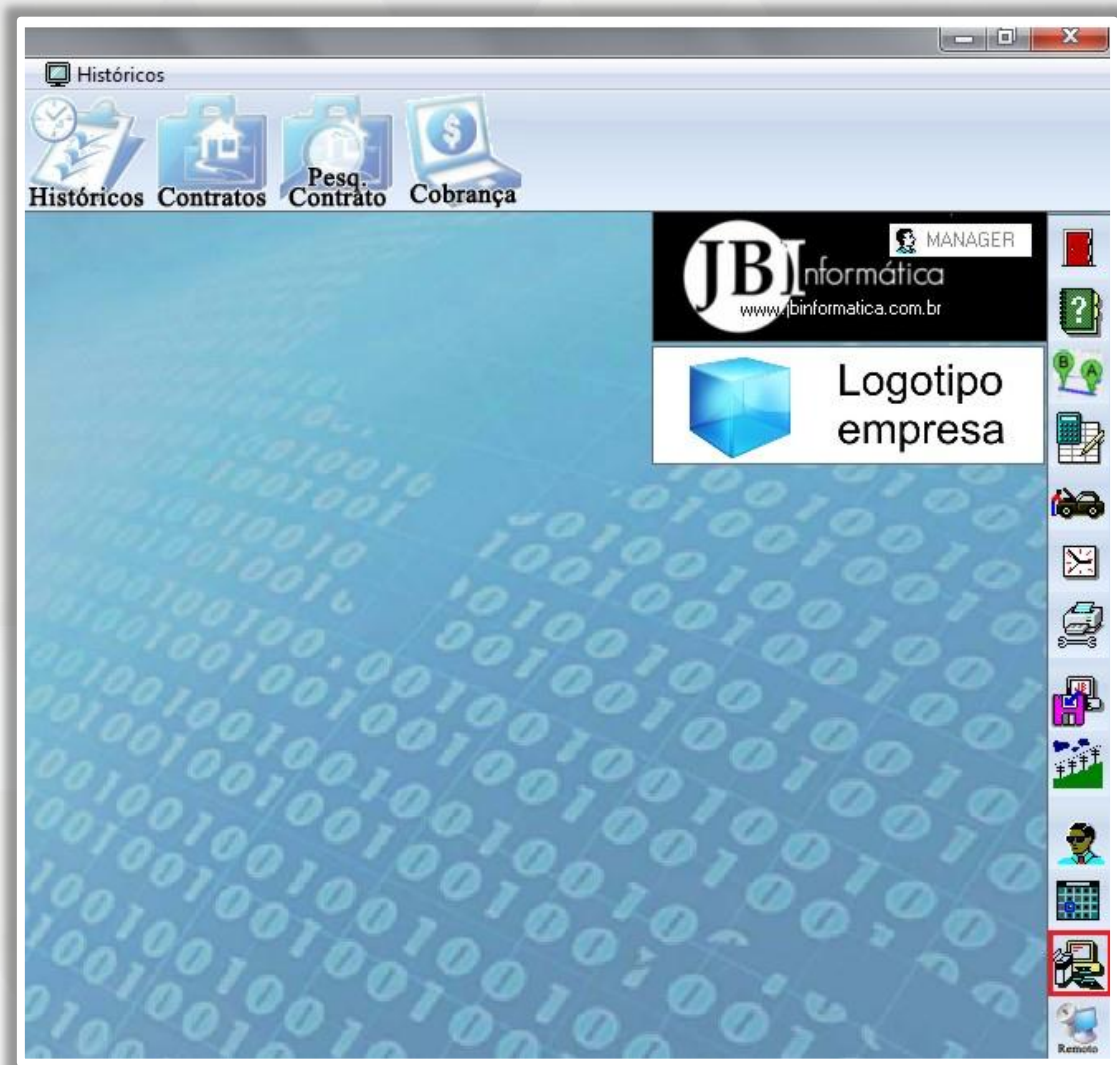 Históricos
Históricos
Contratos
Pesq.
Contrato
Cobrança
MANAGER
JBInformática
www.jbinformatica.com.br
Logotipo
empresa
Remoto